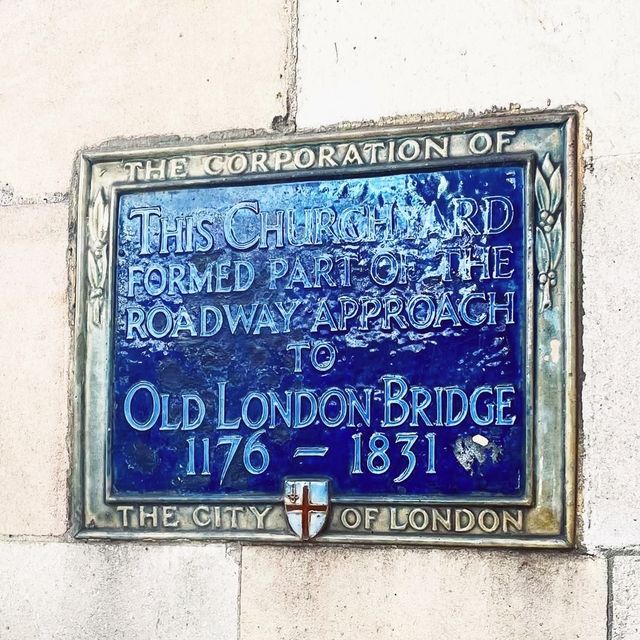 THE CORPORATION OF
THIS CHURCHYARD
FORMED PART OF THE
ROADWAY APPROACH
TO
OLD LONDON BRIDGE
1176 – 1831
THE CITY OF LONDON